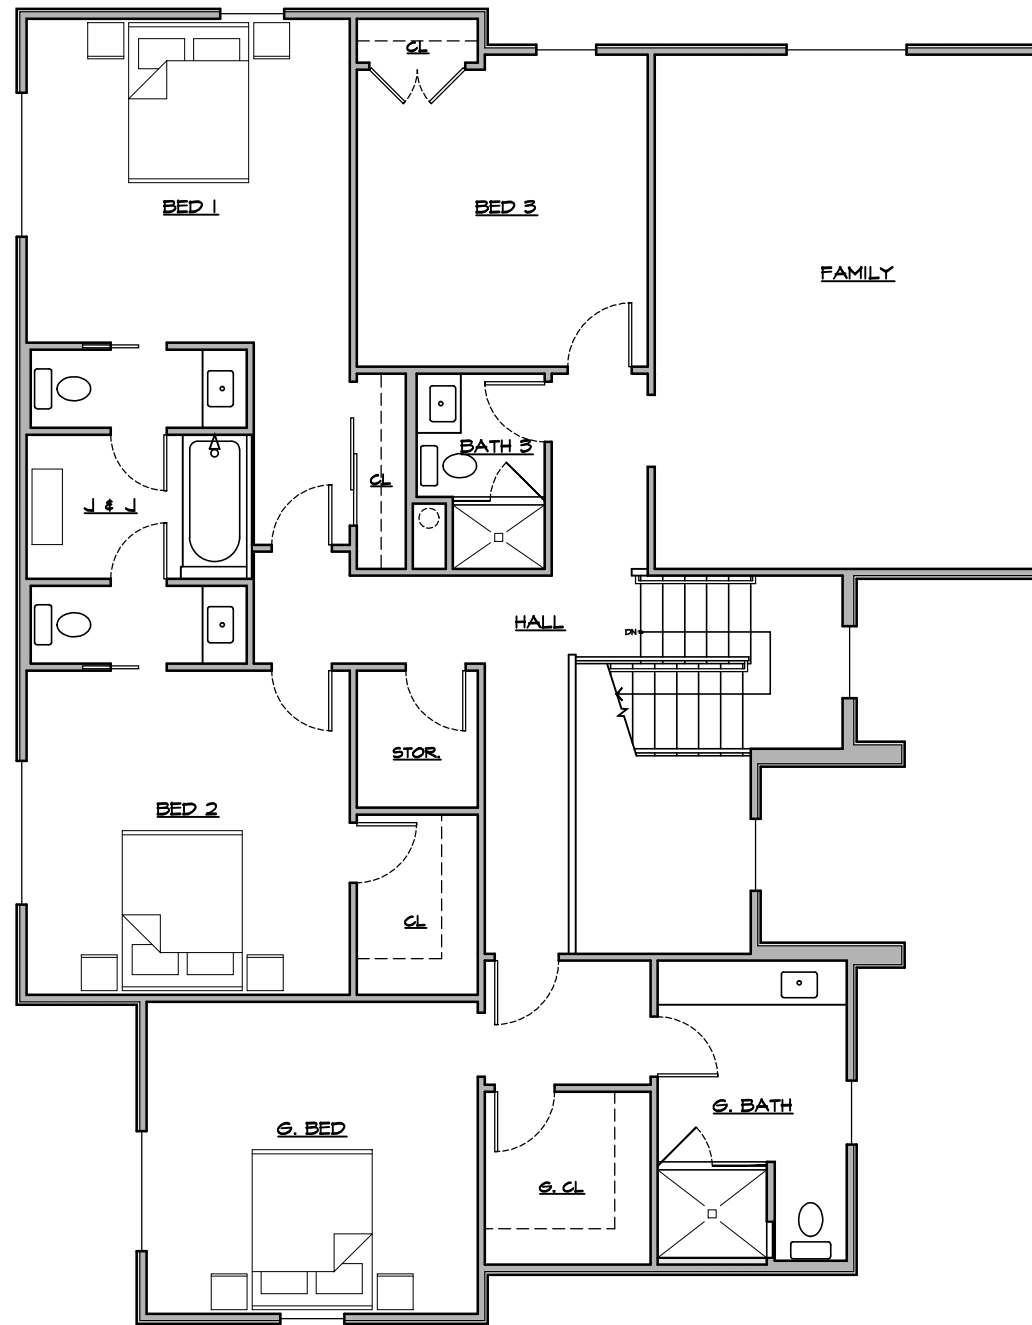 CL
BED 1
BED 3
FAMILY
BATH 3
CL
J & J
HALL
DN
STOR.
BED 2
CL
G. BED
G. BATH
G. CL